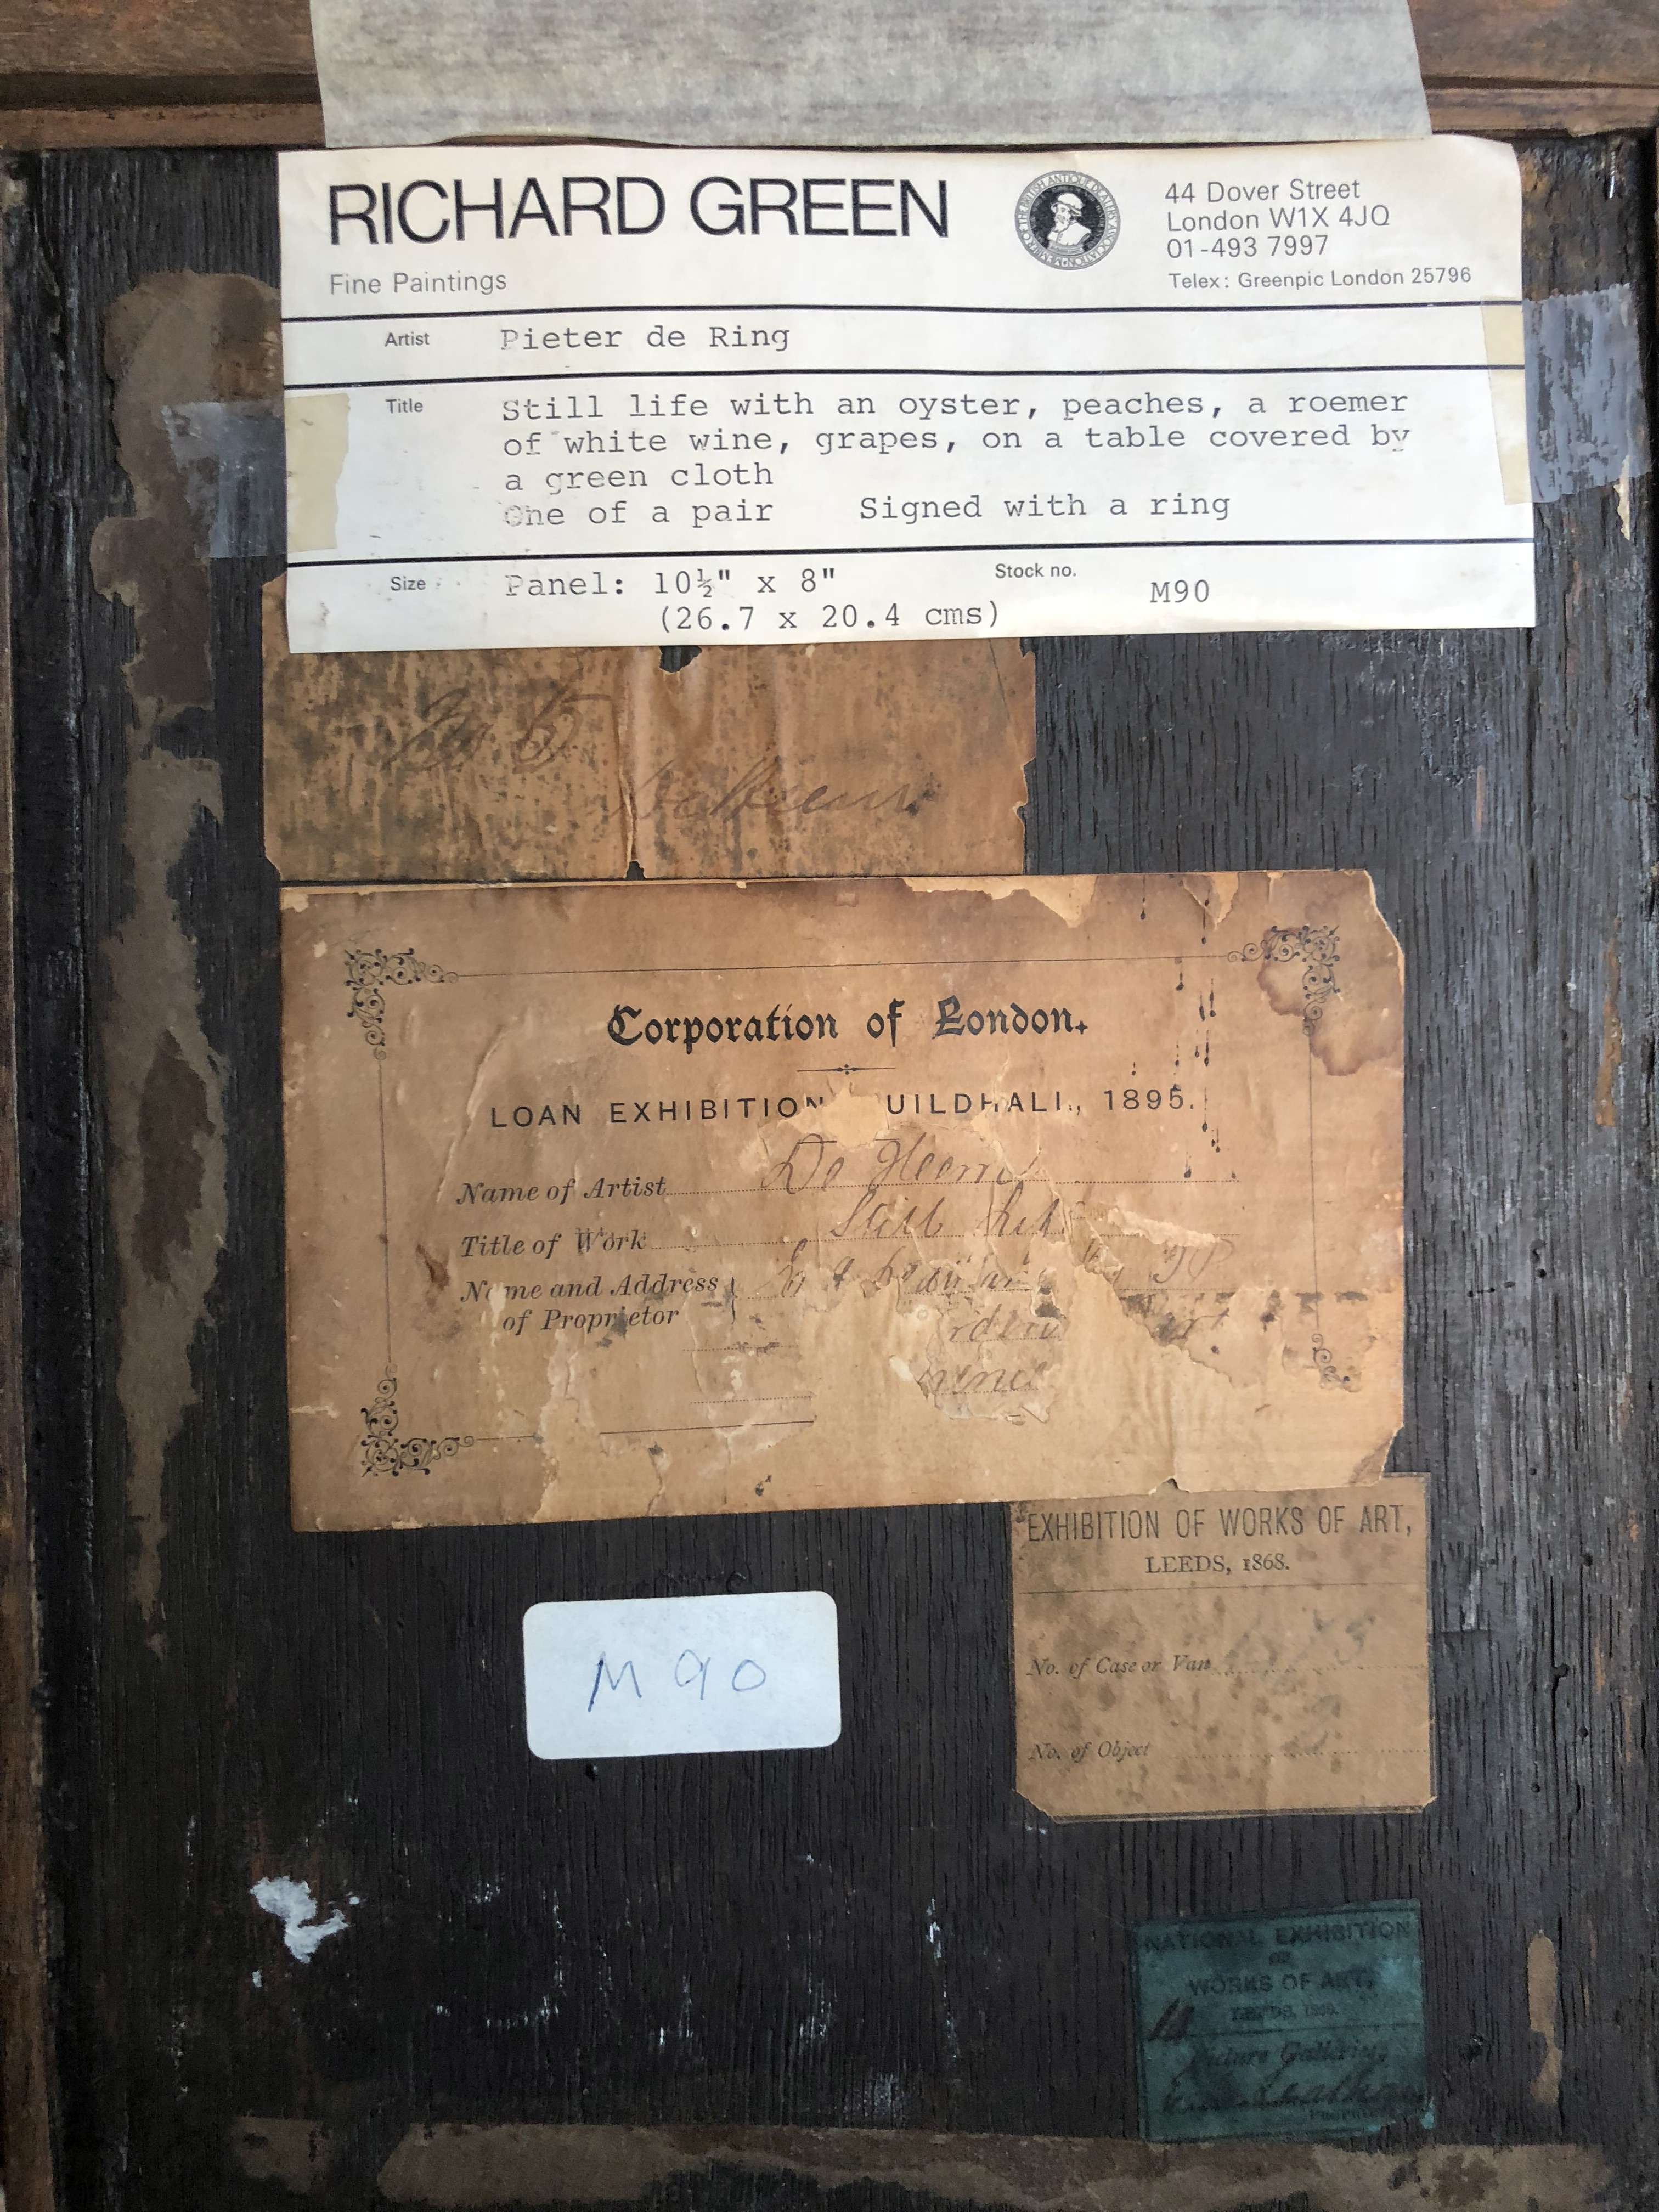 RICHARD GREEN
Fine Paintings
44 Dover Street
London W1X 4JQ
01-493 7997
Telex: Greenpic London 25796
Artist Pieter de Ring
Title Still life with an oyster, peaches, a roemer
of white wine, grapes, on a table covered by
a green cloth
One of a pair Signed with a ring
Size Panel: 10½" x 8" Stock no. M90
(26.7 x 20.4 cms)
Corporation of London.
LOAN EXHIBITION UILDHALL, 1895.
Name of Artist De Heem
Title of Work Still
Name and Address
of Proprietor
EXHIBITION OF WORKS OF ART,
LEEDS, 1868.
No. of Case or Van
No. of Object
M90
NATIONAL EXHIBITION
OF
WORKS OF ART,
LEEDS, 1868.
Picture Galleries,